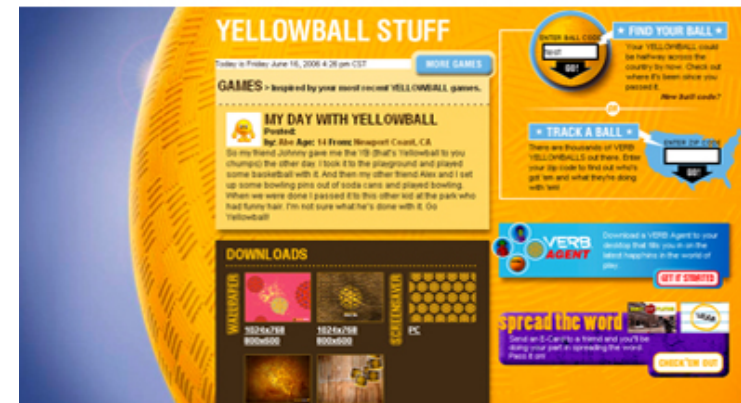 YELLOWBALL STUFF
Today is Friday June 16, 2006 4:26 pm CST
MORE GAMES
GAMES > Inspired by your most recent YELLOWBALL games.
MY DAY WITH YELLOWBALL
Posted:
by: Abe Age: 14 From: Newport Coast, CA
So my friend Johnny gave me the YB (that's Yellowball to you
chumps) the other day. I took it to the playground and played
some basketball with it. And then my other friend Alex and I set
up some bowling pins out of soda cans and played bowling.
When we were done I passed it to this other kid at the park who
had funny hair. I'm not sure what he's done with it. Go
Yellowball!
DOWNLOADS
WALLPAPER
1024x768
800x600
1024x768
800x600
SCREENSAVER
PC
ENTER BALL CODE
test
GO!
FIND YOUR BALL
Your YELLOWBALL could
be halfway across the
country by now. Check out
where it's been since you
passed it.
New ball code?
or
TRACK A BALL
There are thousands of VERB
YELLOWBALLS out there. Enter
your zip code to find out who's
got 'em and what they're doing
with 'em!
ENTER ZIP CODE
GO!
VERB
AGENT
Download a VERB Agent to your
desktop that fills you in on the
latest happenin's in the world of
play.
GET IT STARTED
spread the word
Send an E-Card to a friend and you'll be
doing your part in spreading the word.
Pass it on!
CHECK 'EM OUT